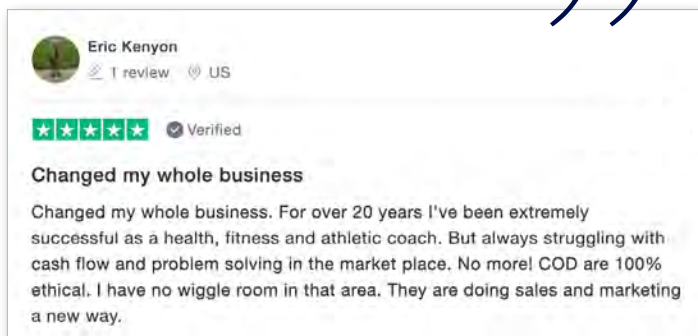 Eric Kenyon
1 review US
Verified
Changed my whole business
Changed my whole business. For over 20 years I've been extremely
successful as a health, fitness and athletic coach. But always struggling with
cash flow and problem solving in the market place. No more! COD are 100%
ethical. I have no wiggle room in that area. They are doing sales and marketing
a new way.